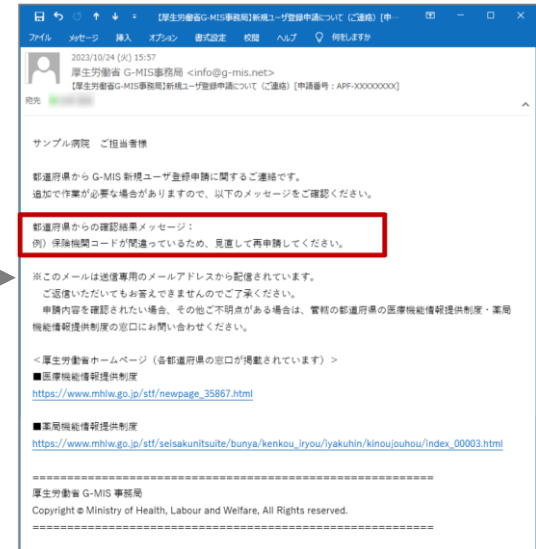 【厚生労働省G-MIS事務局】新規ユーザ登録申請について（ご連絡）[申…
ファイル メッセージ 挿入 オプション 書式設定 校閲 ヘルプ 何をしますか
2023/10/24 (火) 15:57
厚生労働省 G-MIS事務局 <info@g-mis.net>
【厚生労働省G-MIS事務局】新規ユーザ登録申請について（ご連絡）[申請番号：APF-XXXXXXXX]
宛先
サンプル病院　ご担当者様
都道府県から G-MIS 新規ユーザ登録申請に関するご連絡です。
追加で作業が必要な場合がありますので、以下のメッセージをご確認ください。
都道府県からの確認結果メッセージ：
例）保険機関コードが間違っているため、見直して再申請してください。
※このメールは送信専用のメールアドレスから配信されています。
ご返信いただいてもお答えできませんのでご了承ください。
申請内容を確認されたい場合、その他ご不明点がある場合は、管轄の都道府県の医療機能情報提供制度・薬局
機能情報提供制度の窓口にお問い合わせください。
＜厚生労働省ホームページ（各都道府県の窓口が掲載されています）＞
■医療機能情報提供制度
https://www.mhlw.go.jp/stf/newpage_35867.html
■薬局機能情報提供制度
https://www.mhlw.go.jp/stf/seisakunitsuite/bunya/kenkou_iryou/iyakuhin/kinoujouhou/index_00003.html
==========================================================
厚生労働省 G-MIS 事務局
Copyright © Ministry of Health, Labour and Welfare, All Rights reserved.
==========================================================